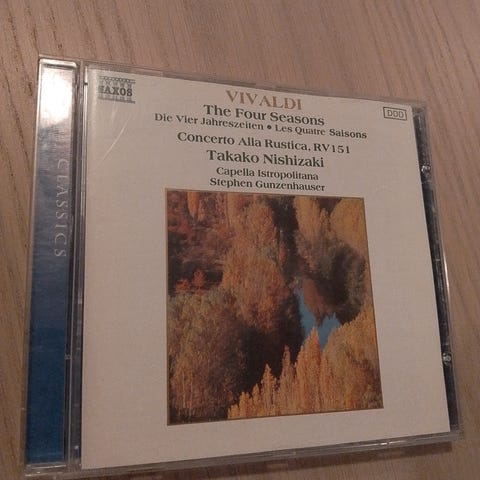 NAXOS
DDD
VIVALDI
The Four Seasons
Die Vier Jahreszeiten • Les Quatre Saisons
Concerto Alla Rustica, RV151
Takako Nishizaki
Capella Istropolitana
Stephen Gunzenhauser
CLASSICS